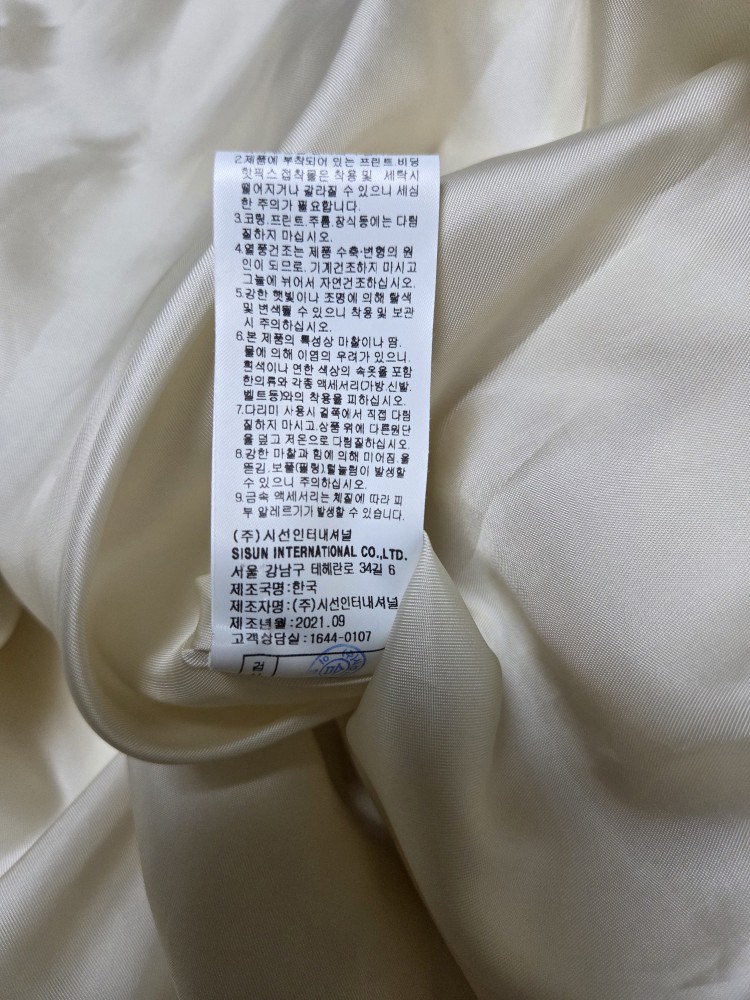 2.제품에 부착되어 있는 프린트.비딩
핫픽스 접착물은 착용 및 세탁시
떨어지거나 갈라질 수 있으니 세심
한 주의가 필요합니다.
3.코팅.프린트.주름.장식등에는 다림
질하지 마십시오.
4.열풍건조는 제품 수축·변형의 원
인이 되므로, 기계건조하지 마시고
그늘에 뉘어서 자연건조하십시오.
5.강한 햇빛이나 조명에 의해 탈색
및 변색될 수 있으니 착용 및 보관
시 주의하십시오.
6.본 제품의 특성상 마찰이나 땀.
물에 의해 이염의 우려가 있으니.
흰색이나 연한 색상의 속옷을 포함
한의류와 각종 액세서리(가방.신발.
벨트등)와의 착용을 피하십시오.
7.다리미 사용시 겉쪽에서 직접 다림
질하지 마시고.상품 위에 다른원단
을 덮고 저온으로 다림질하십시오.
8.강한 마찰과 힘에 의해 미어짐.올
뜯김.보풀(필링).털눌림이 발생할
수 있으니 주의하십시오.
9.금속 액세서리는 체질에 따라 피
부 알레르기가 발생할 수 있습니다.
(주)시선인터내셔널
SISUN INTERNATIONAL CO.,LTD.
서울 강남구 테헤란로 34길 6
제조국명:한국
제조자명:(주)시선인터내셔널
제조년월:2021.09
고객상담실:1644-0107